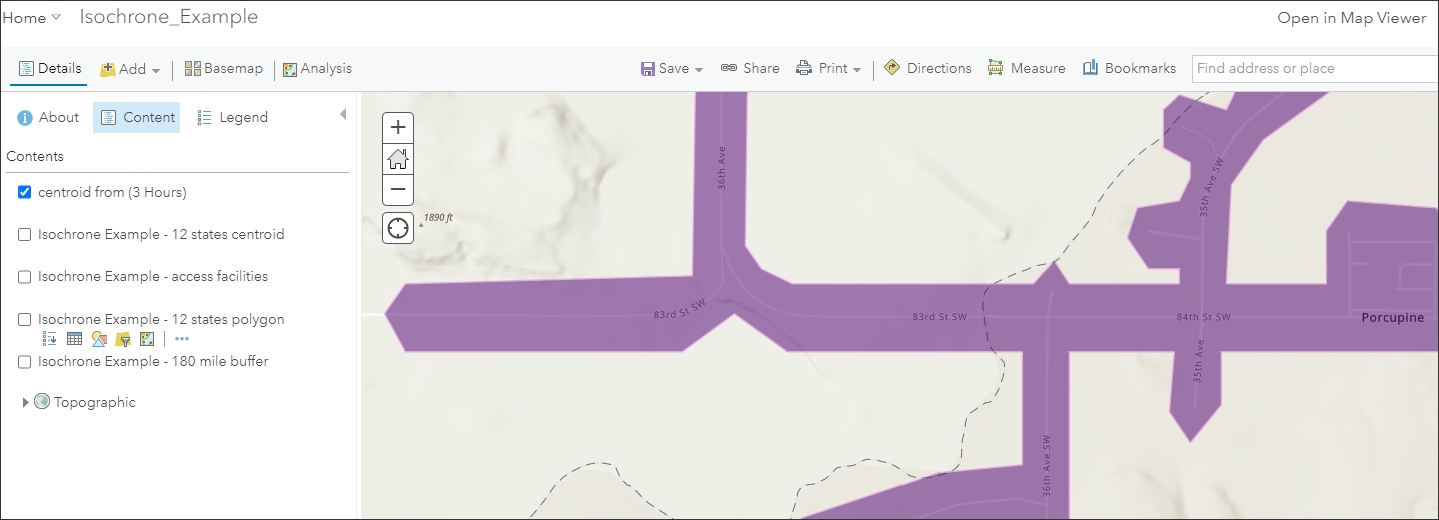 Home Isochrone_Example Open in Map Viewer
Details Add Basemap Analysis Save Share Print Directions Measure Bookmarks Find address or place
About Content Legend
Contents
centroid from (3 Hours)
Isochrone Example - 12 states centroid
Isochrone Example - access facilities
Isochrone Example - 12 states polygon
Isochrone Example - 180 mile buffer
Topographic
36th Ave
1890 ft
35th Ave SW
83rd St SW
83rd St SW
84th St SW
Porcupine
35th Ave
36th Ave SW